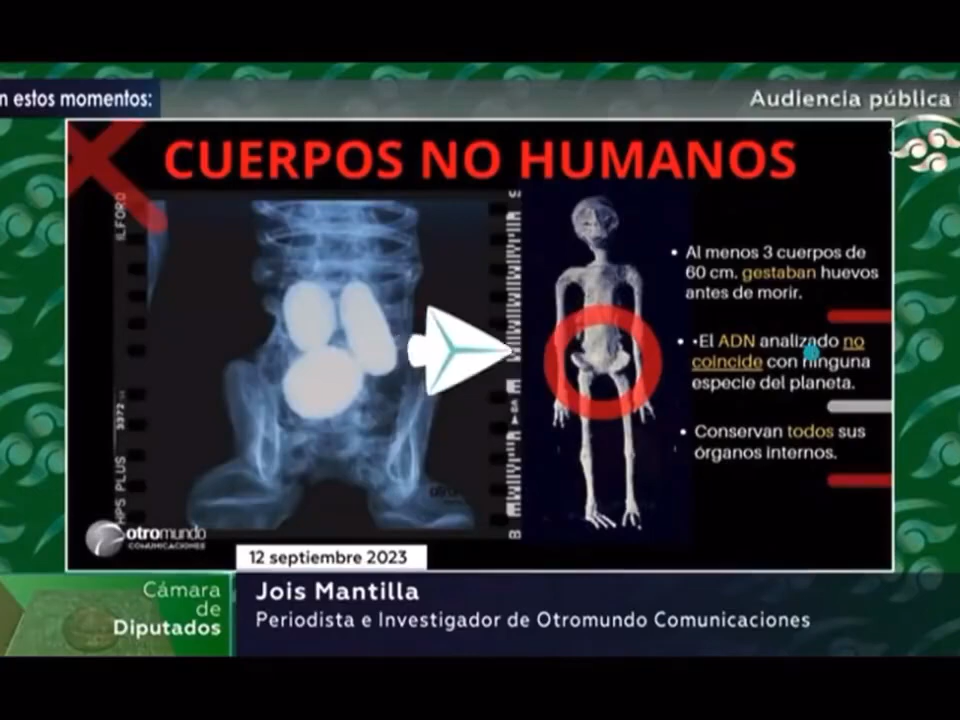 n estos momentos:
Audiencia pública
CUERPOS NO HUMANOS
ILFORD
3372
HP5 PLUS
• Al menos 3 cuerpos de
60 cm. gestaban huevos
antes de morir.
• •El ADN analizado no
coincide con ninguna
especie del planeta.
• Conservan todos sus
órganos internos.
otromundo
COMUNICACIONES
12 septiembre 2023
Cámara
de
Diputados
Jois Mantilla
Periodista e Investigador de Otromundo Comunicaciones